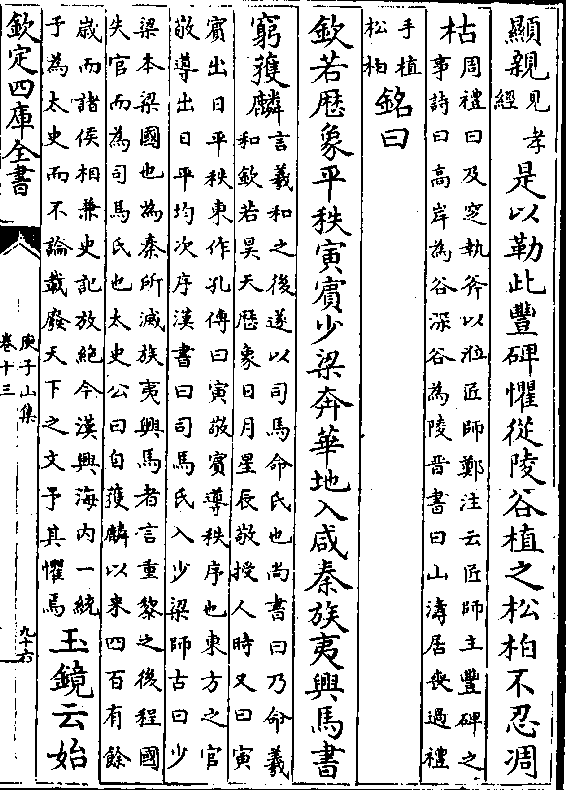 顯親見孝
經是以勒此豐碑懼從陵谷植之松柏不忍凋
枯周禮曰及窆執斧以涖匠師鄭注云匠師主豐碑之
事詩曰高岸為谷深谷為陵晉書曰山濤居喪過禮
手植
松柏銘曰
欽若歴象平秩寅賓少梁奔華地入咸秦族夷興馬書
窮獲麟言羲和之後遂以司馬命氏也尚書曰乃命羲
和欽若昊天歴象日月星辰敬授人時又曰寅
賓出日平秩東作孔傳曰寅敬賓導秩序也東方之官
敬導出日平均次序漢書曰司馬氏入少梁師古曰少
梁本梁國也為秦所滅族夷興馬者言重黎之後程國
失官而為司馬氏也太史公曰自獲麟以來四百有餘
歳而諸侯相兼史記放絶今漢興海内一統
予為太史而不論載廢天下之文予其懼焉玉鏡云始
欽定四庫全書
庾子山集
卷十三
九十六